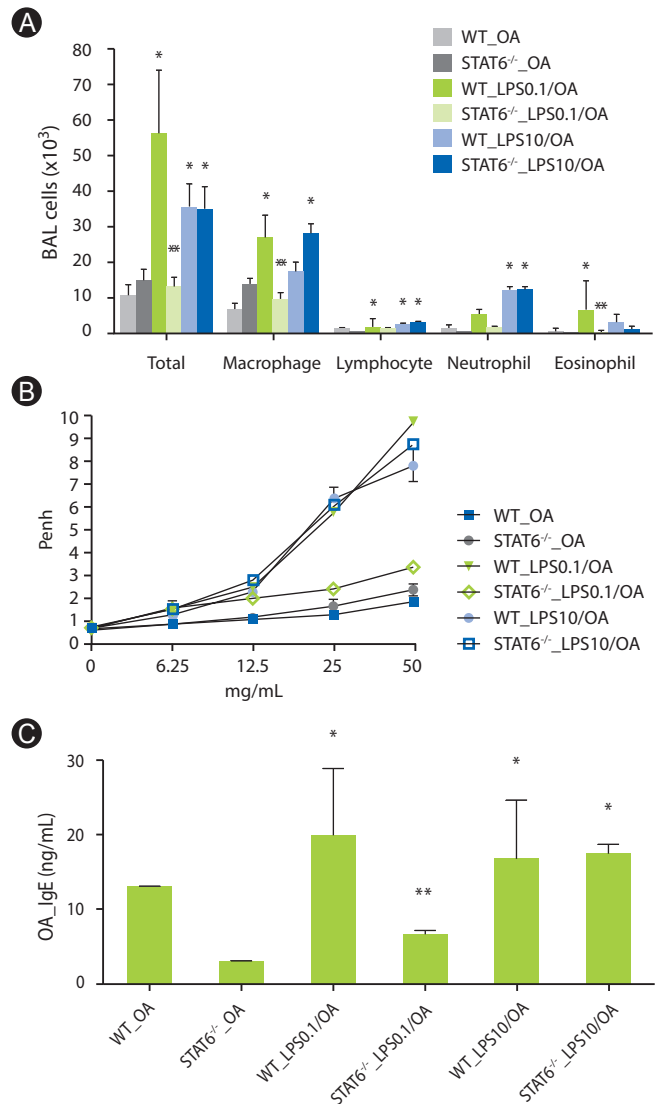 A
BAL cells (x10³)
80
70
60
50
40
30
20
10
0
WT_OA
STAT6-/-_OA
WT_LPS0.1/OA
STAT6-/-_LPS0.1/OA
WT_LPS10/OA
STAT6-/-_LPS10/OA
* ** * *
* ** *
* * *
* *
* **
Total Macrophage Lymphocyte Neutrophil Eosinophil
B
Penh
10
9
8
7
6
5
4
3
2
1
0
0 6.25 12.5 25 50
mg/mL
WT_OA
STAT6-/-_OA
WT_LPS0.1/OA
STAT6-/-_LPS0.1/OA
WT_LPS10/OA
STAT6-/-_LPS10/OA
C
OA_IgE (ng/mL)
30
20
10
0
* ** * *
WT_OA
STAT6-/-_OA
WT_LPS0.1/OA
STAT6-/-_LPS0.1/OA
WT_LPS10/OA
STAT6-/-_LPS10/OA